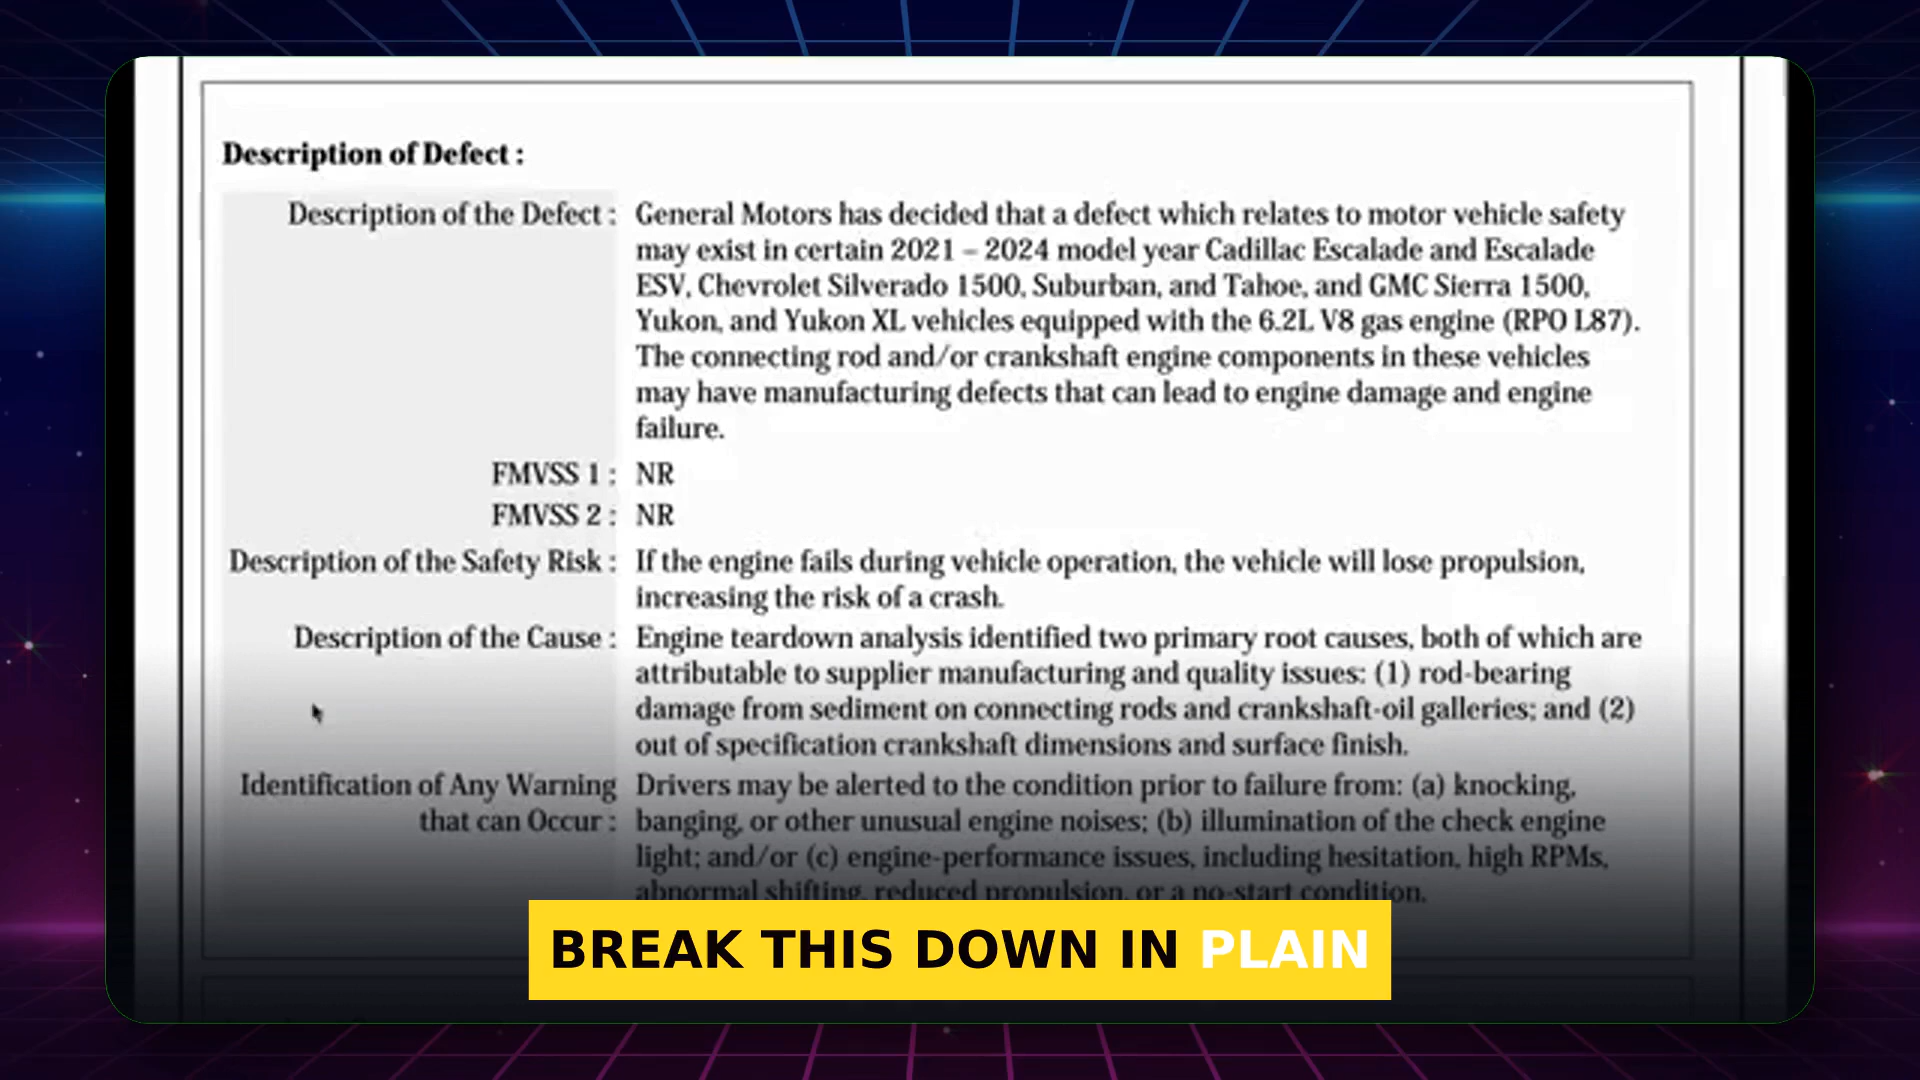 Description of Defect :
Description of the Defect : General Motors has decided that a defect which relates to motor vehicle safety
may exist in certain 2021 – 2024 model year Cadillac Escalade and Escalade
ESV, Chevrolet Silverado 1500, Suburban, and Tahoe, and GMC Sierra 1500,
Yukon, and Yukon XL vehicles equipped with the 6.2L V8 gas engine (RPO L87).
The connecting rod and/or crankshaft engine components in these vehicles
may have manufacturing defects that can lead to engine damage and engine
failure.
FMVSS 1 : NR
FMVSS 2 : NR
Description of the Safety Risk : If the engine fails during vehicle operation, the vehicle will lose propulsion,
increasing the risk of a crash.
Description of the Cause : Engine teardown analysis identified two primary root causes, both of which are
attributable to supplier manufacturing and quality issues: (1) rod-bearing
damage from sediment on connecting rods and crankshaft-oil galleries; and (2)
out of specification crankshaft dimensions and surface finish.
Identification of Any Warning Drivers may be alerted to the condition prior to failure from: (a) knocking,
that can Occur : banging, or other unusual engine noises; (b) illumination of the check engine
light; and/or (c) engine-performance issues, including hesitation, high RPMs,
abnormal shifting, reduced propulsion, or a no-start condition.
BREAK THIS DOWN IN PLAIN